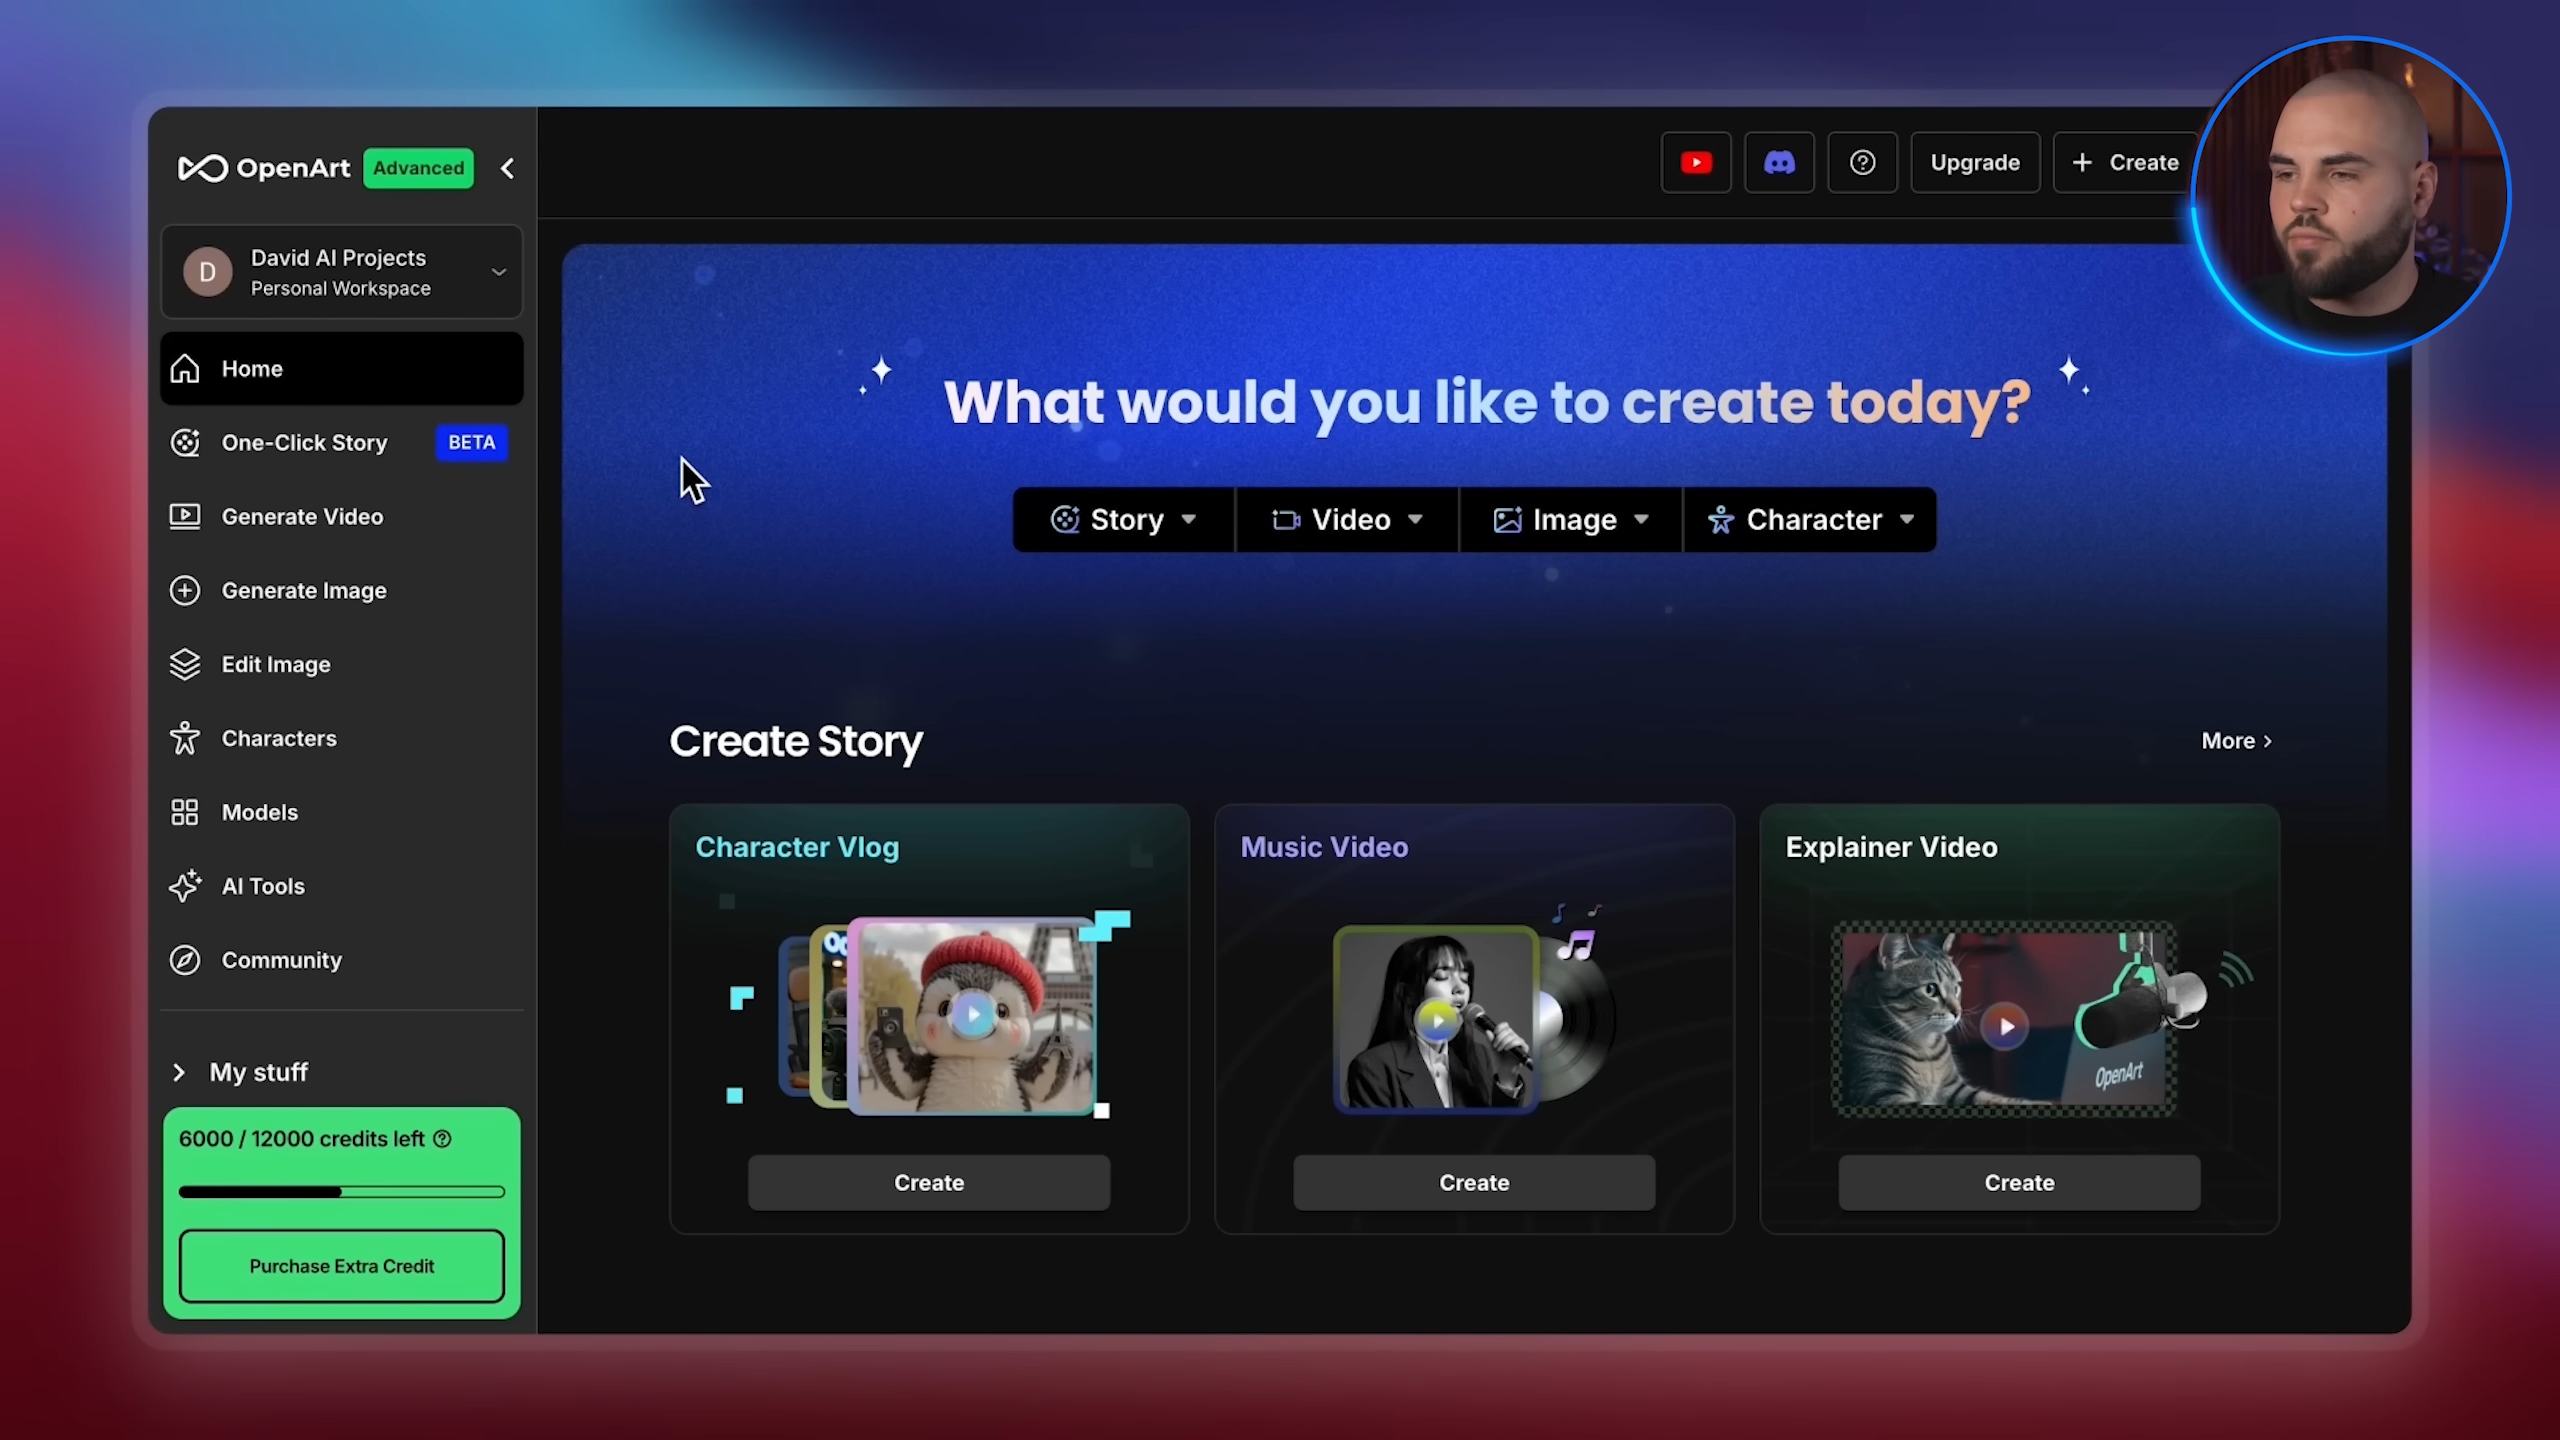 OpenArt Advanced
D
David AI Projects
Personal Workspace
Home
One-Click Story BETA
Generate Video
Generate Image
Edit Image
Characters
Models
AI Tools
Community
My stuff
6000 / 12000 credits left
Purchase Extra Credit
Upgrade
+ Create
What would you like to create today?
Story
Video
Image
Character
Create Story
More >
Character Vlog
Create
Music Video
Create
Explainer Video
OpenArt
Create